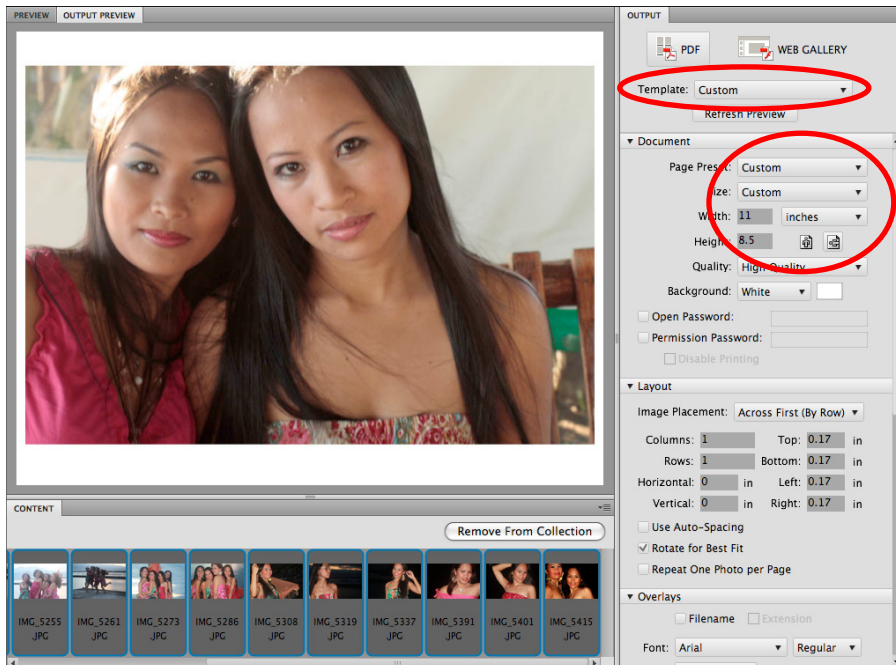 PREVIEW OUTPUT PREVIEW
OUTPUT
PDF WEB GALLERY
Template: Custom
Refresh Preview
Document
Page Preset: Custom
Size: Custom
Width: 11 inches
Height: 8.5
Quality: High Quality
Background: White
Open Password:
Permission Password:
Disable Printing
Layout
Image Placement: Across First (By Row)
Columns: 1 Top: 0.17 in
Rows: 1 Bottom: 0.17 in
Horizontal: 0 in Left: 0.17 in
Vertical: 0 in Right: 0.17 in
Use Auto-Spacing
Rotate for Best Fit
Repeat One Photo per Page
Overlays
Filename Extension
Font: Arial Regular
CONTENT
Remove From Collection
IMG_5255 IMG_5261 IMG_5273 IMG_5286 IMG_5308 IMG_5319 IMG_5337 IMG_5391 IMG_5401 IMG_5415
.JPG .JPG .JPG .JPG .JPG .JPG .JPG .JPG .JPG .JPG